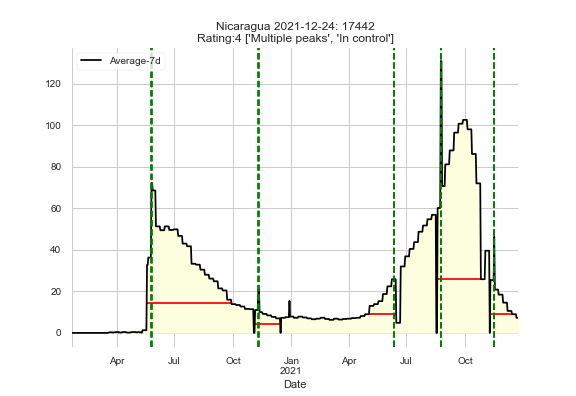 Nicaragua 2021-12-24: 17442
Rating:4 ['Multiple peaks', 'In control']
Average-7d
120
100
80
60
40
20
0
Apr Jul Oct Jan Apr Jul Oct
2021
Date